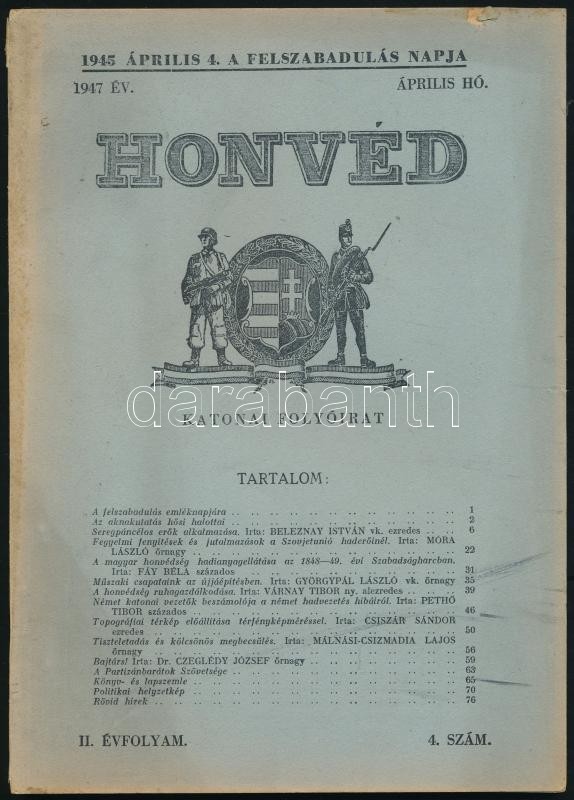 1945 ÁPRILIS 4. A FELSZABADULÁS NAPJA
1947 ÉV.
ÁPRILIS HÓ.
HONVÉD
darabanth
KATONAI FOLYÓIRAT
TARTALOM:
A felszabadulás emléknapjára .. .. .. .. .. .. .. .. .. .. .. 1
Az aknakutatás hősi halottai .. .. .. .. .. .. .. .. .. .. .. 2
Seregpáncélos erők alkalmazása. Irta: BELEZNAY ISTVÁN vk. ezredes .. .. 6
Fegyelmi fenyítések és jutalmazások a Szovjetunió haderőinél. Irta: MÓRA
LÁSZLÓ őrnagy .. .. .. .. .. .. .. .. .. .. .. .. 22
A magyar honvédség hadianyagellátása az 1848—49. évi Szabadságharcban.
Irta: FÁY BÉLA százados .. .. .. .. .. .. .. .. .. .. 31
Műszaki csapataink az újjáépítésben. Irta: GYÖRGYPÁL LÁSZLÓ vk. őrnagy 35
A honvédség ruhagazdálkodása. Irta: VÁRNAY TIBOR ny. alezredes .. .. 39
Német katonai vezetők beszámolója a német hadvezetés hibáiról. Irta: PETHŐ
TIBOR százados .. .. .. .. .. .. .. .. .. .. .. .. 46
Topográfiai térkép előállítása térfényképméréssel. Irta: CSISZÁR SÁNDOR
ezredes .. .. .. .. .. .. .. .. .. .. .. .. .. 50
Tiszteletadás és kölcsönös megbecsülés. Irta: MÁLNÁSI-CSIZMADIA LAJOS
őrnagy .. .. .. .. .. .. .. .. .. .. .. .. .. 56
Bajtárs! Irta: Dr. CZEGLÉDY JÓZSEF őrnagy .. .. .. .. .. .. .. 59
A Partizánbarátok Szövetsége .. .. .. .. .. .. .. .. .. .. 63
Könyv- és lapszemle .. .. .. .. .. .. .. .. .. .. .. .. 65
Politikai helyzetkép .. .. .. .. .. .. .. .. .. .. .. .. 70
Rövid hírek .. .. .. .. .. .. .. .. .. .. .. .. .. 76
II. ÉVFOLYAM.
4. SZÁM.